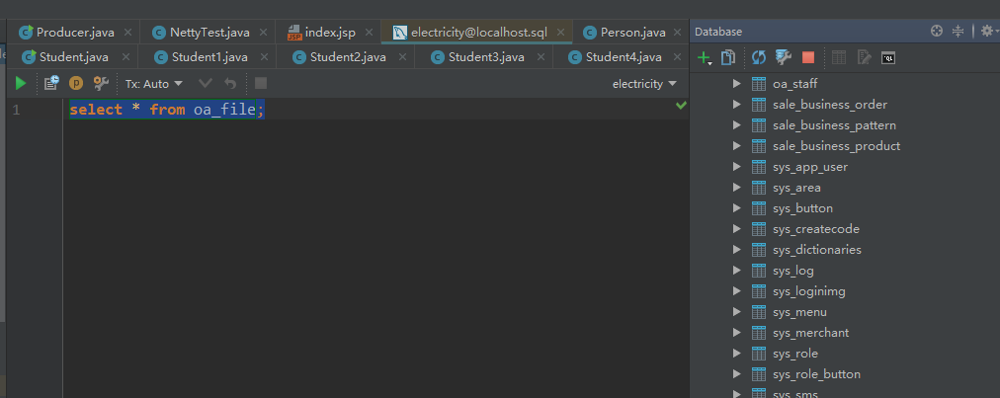 Producer.java NettyTest.java index.jsp electricity@localhost.sql Person.java
Student.java Student1.java Student2.java Student3.java Student4.java
Tx: Auto electricity
1 select * from oa_file;
Database
oa_staff
sale_business_order
sale_business_pattern
sale_business_product
sys_app_user
sys_area
sys_button
sys_createcode
sys_dictionaries
sys_log
sys_loginimg
sys_menu
sys_merchant
sys_role
sys_role_button
sys_sms